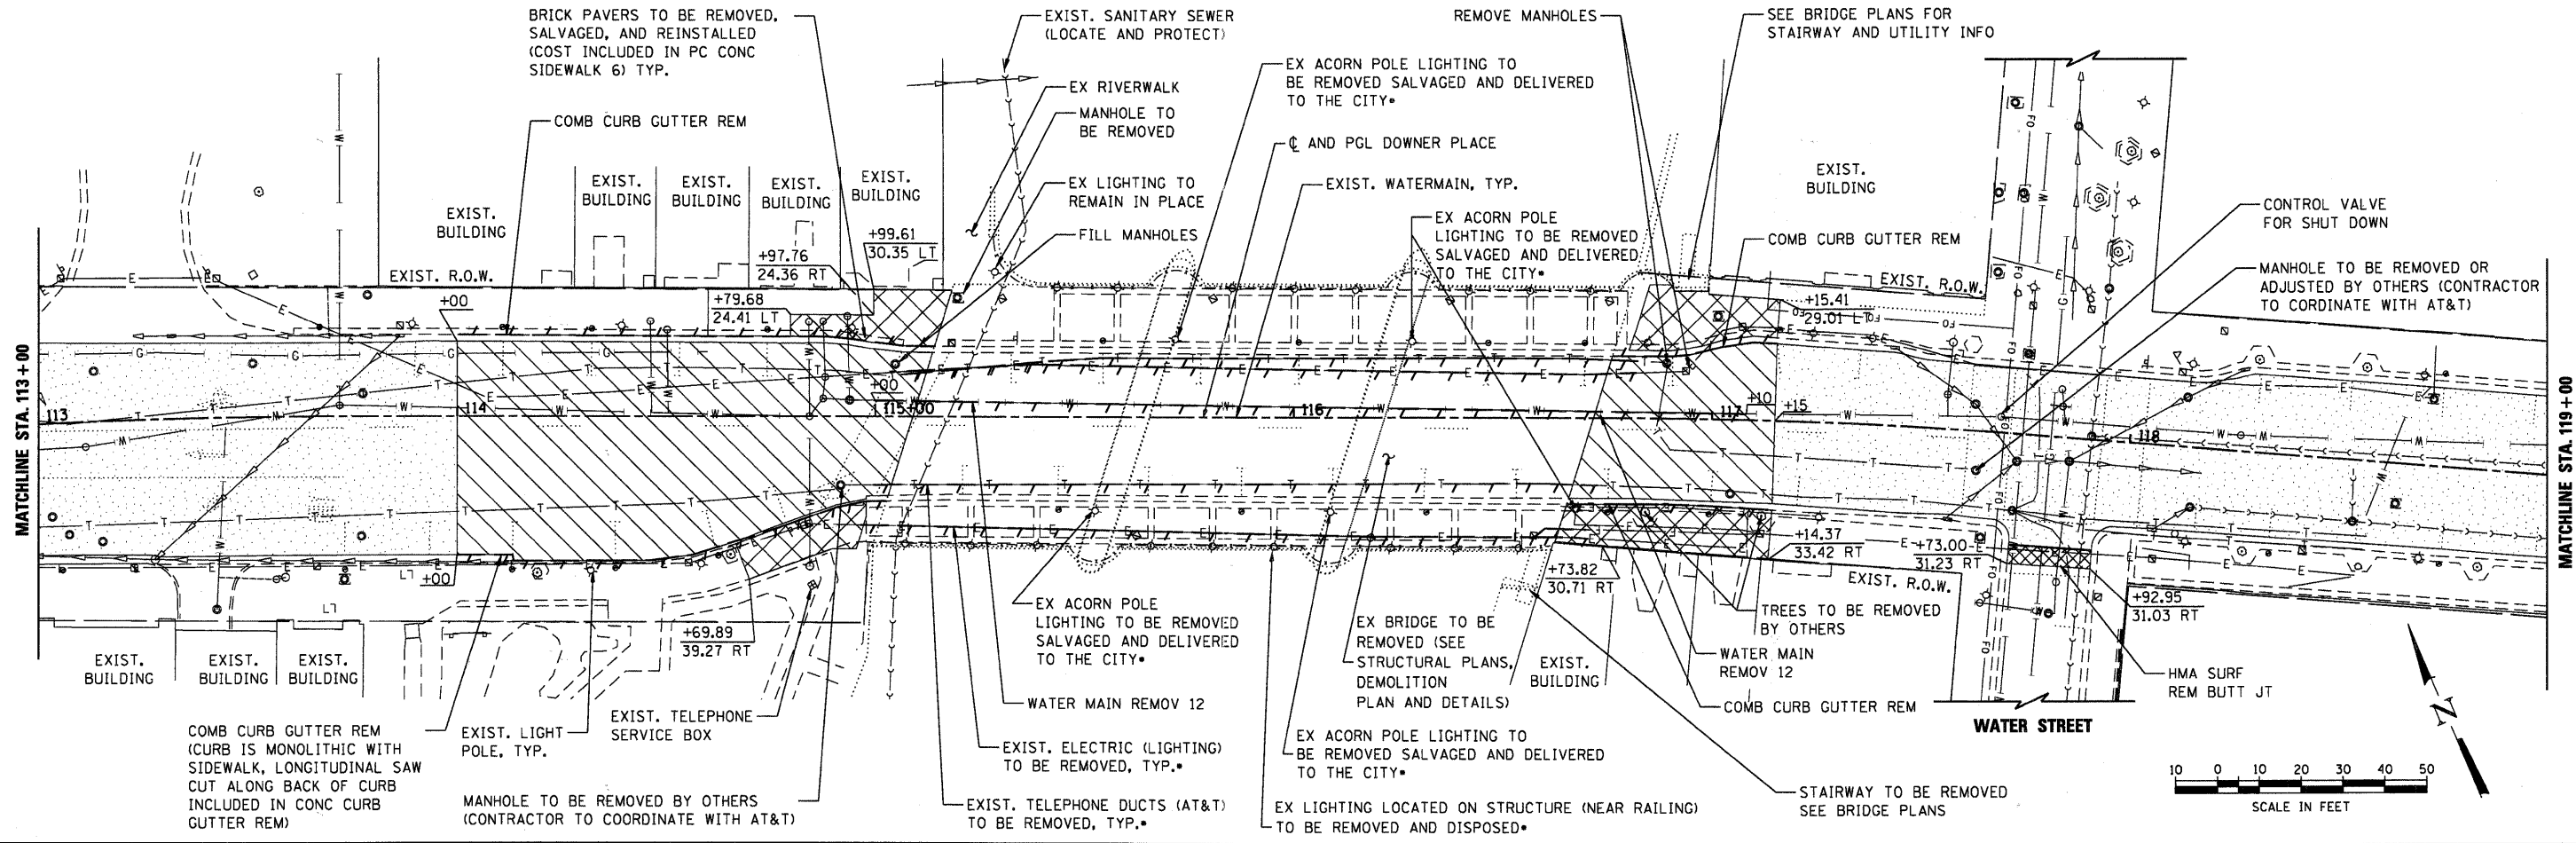 BRICK PAVERS TO BE REMOVED,
SALVAGED, AND REINSTALLED
(COST INCLUDED IN PC CONC
SIDEWALK 6) TYP.
EXIST. SANITARY SEWER
(LOCATE AND PROTECT)
REMOVE MANHOLES
SEE BRIDGE PLANS FOR
STAIRWAY AND UTILITY INFO
EX RIVERWALK
MANHOLE TO
BE REMOVED
EX ACORN POLE LIGHTING TO
BE REMOVED SALVAGED AND DELIVERED
TO THE CITY*
COMB CURB GUTTER REM
℄ AND PGL DOWNER PLACE
EX LIGHTING TO
REMAIN IN PLACE
EXIST. WATERMAIN, TYP.
FILL MANHOLES
EX ACORN POLE
LIGHTING TO BE REMOVED
SALVAGED AND DELIVERED
TO THE CITY*
COMB CURB GUTTER REM
EXIST.
BUILDING
EXIST.
BUILDING
EXIST.
BUILDING
EXIST.
BUILDING
EXIST.
BUILDING
EXIST.
BUILDING
CONTROL VALVE
FOR SHUT DOWN
MANHOLE TO BE REMOVED OR
ADJUSTED BY OTHERS (CONTRACTOR
TO CORDINATE WITH AT&T)
EXIST. R.O.W.
EXIST. R.O.W.
+99.61
30.35 LT
+97.76
24.36 RT
+79.68
24.41 LT
+00
+15.41
29.01 LT
MATCHLINE STA. 113+00
MATCHLINE STA. 119+00
113
114
+00
115+00
116
117
+10
+15
118
+00
+69.89
39.27 RT
+73.82
30.71 RT
+14.37
33.42 RT
+73.00
31.23 RT
+92.95
31.03 RT
EXIST. R.O.W.
EXIST.
BUILDING
EXIST.
BUILDING
EXIST.
BUILDING
EX ACORN POLE
LIGHTING TO BE REMOVED
SALVAGED AND DELIVERED
TO THE CITY*
EX BRIDGE TO BE
REMOVED (SEE
STRUCTURAL PLANS,
DEMOLITION
PLAN AND DETAILS)
EXIST.
BUILDING
TREES TO BE REMOVED
BY OTHERS
WATER MAIN
REMOV 12
COMB CURB GUTTER REM
HMA SURF
REM BUTT JT
WATER STREET
N
COMB CURB GUTTER REM
(CURB IS MONOLITHIC WITH
SIDEWALK, LONGITUDINAL SAW
CUT ALONG BACK OF CURB
INCLUDED IN CONC CURB
GUTTER REM)
EXIST. LIGHT
POLE, TYP.
EXIST. TELEPHONE
SERVICE BOX
WATER MAIN REMOV 12
EXIST. ELECTRIC (LIGHTING)
TO BE REMOVED, TYP.*
MANHOLE TO BE REMOVED BY OTHERS
(CONTRACTOR TO COORDINATE WITH AT&T)
EXIST. TELEPHONE DUCTS (AT&T)
TO BE REMOVED, TYP.*
EX ACORN POLE LIGHTING TO
BE REMOVED SALVAGED AND DELIVERED
TO THE CITY*
EX LIGHTING LOCATED ON STRUCTURE (NEAR RAILING)
TO BE REMOVED AND DISPOSED*
STAIRWAY TO BE REMOVED
SEE BRIDGE PLANS
10 0 10 20 30 40 50
SCALE IN FEET